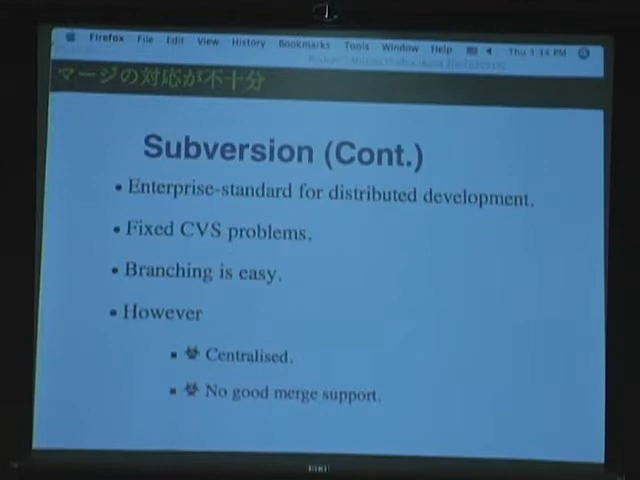 Firefox File Edit View History Bookmarks Tools Window Help Thu 1:14 PM
マージの対応が不十分
Subversion (Cont.)
Enterprise-standard for distributed development.
Fixed CVS problems.
Branching is easy.
However
Centralised.
No good merge support.